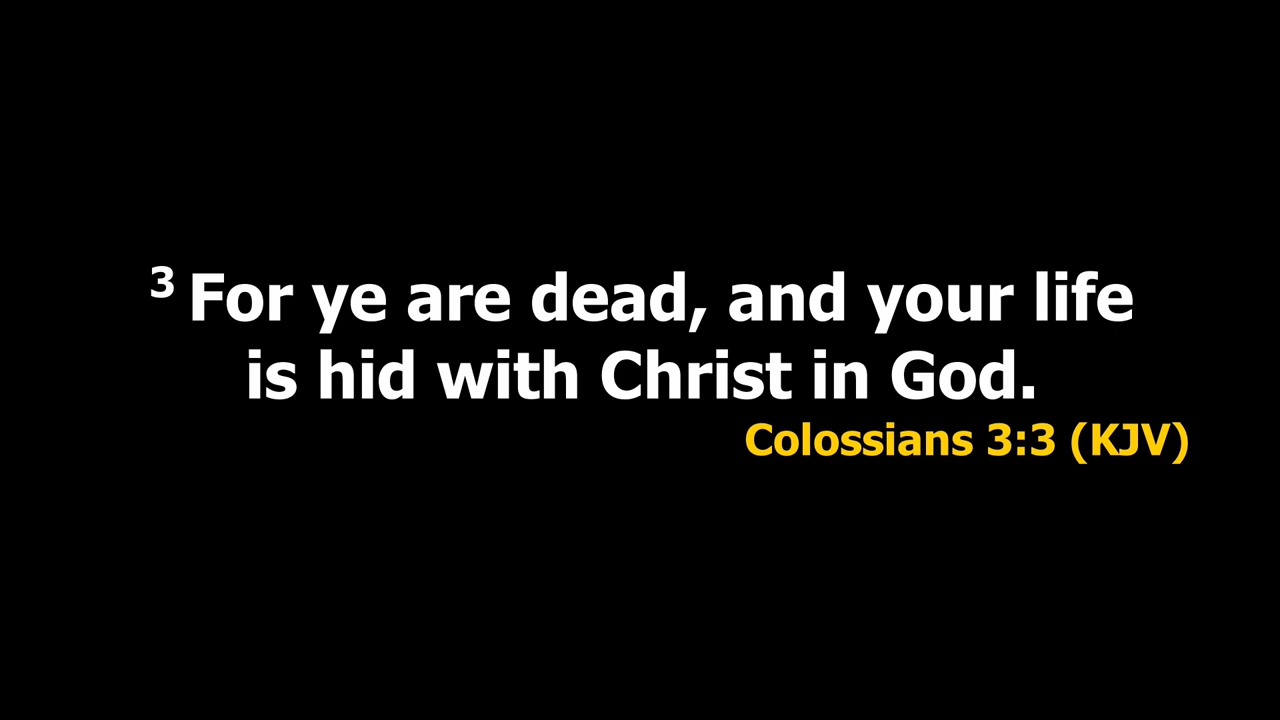 3 For ye are dead, and your life
is hid with Christ in God.
Colossians 3:3 (KJV)